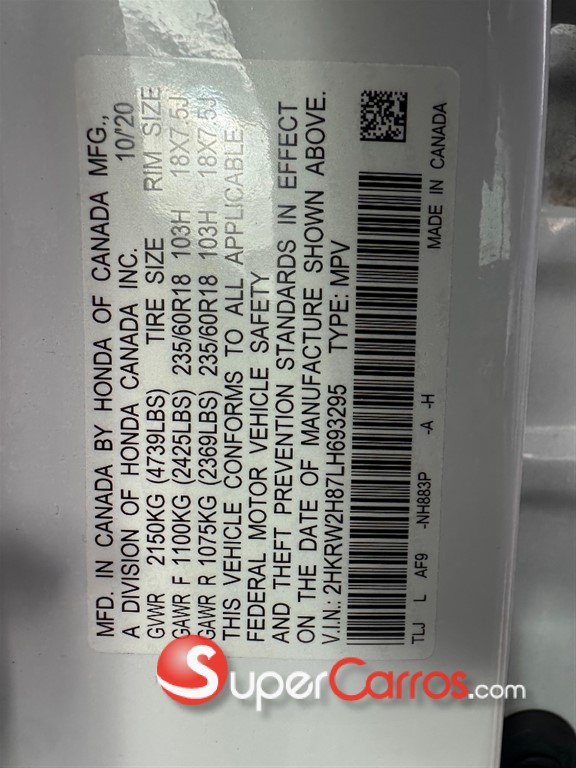 MFD. IN CANADA BY HONDA OF CANADA MFG.,
A DIVISION OF HONDA CANADA INC. 10/'20
GVWR 2150KG (4739LBS) TIRE SIZE RIM SIZE
GAWR F 1100KG (2425LBS) 235/60R18 103H 18X7.5J
GAWR R 1075KG (2369LBS) 235/60R18 103H 18X7.5J
THIS VEHICLE CONFORMS TO ALL APPLICABLE
FEDERAL MOTOR VEHICLE SAFETY
AND THEFT PREVENTION STANDARDS IN EFFECT
ON THE DATE OF MANUFACTURE SHOWN ABOVE.
V.IN.: 2HKRW2H87LH693295 TYPE: MPV
TLJ L AF9 -NH883P -A -H MADE IN CANADA
SuperCarros.com